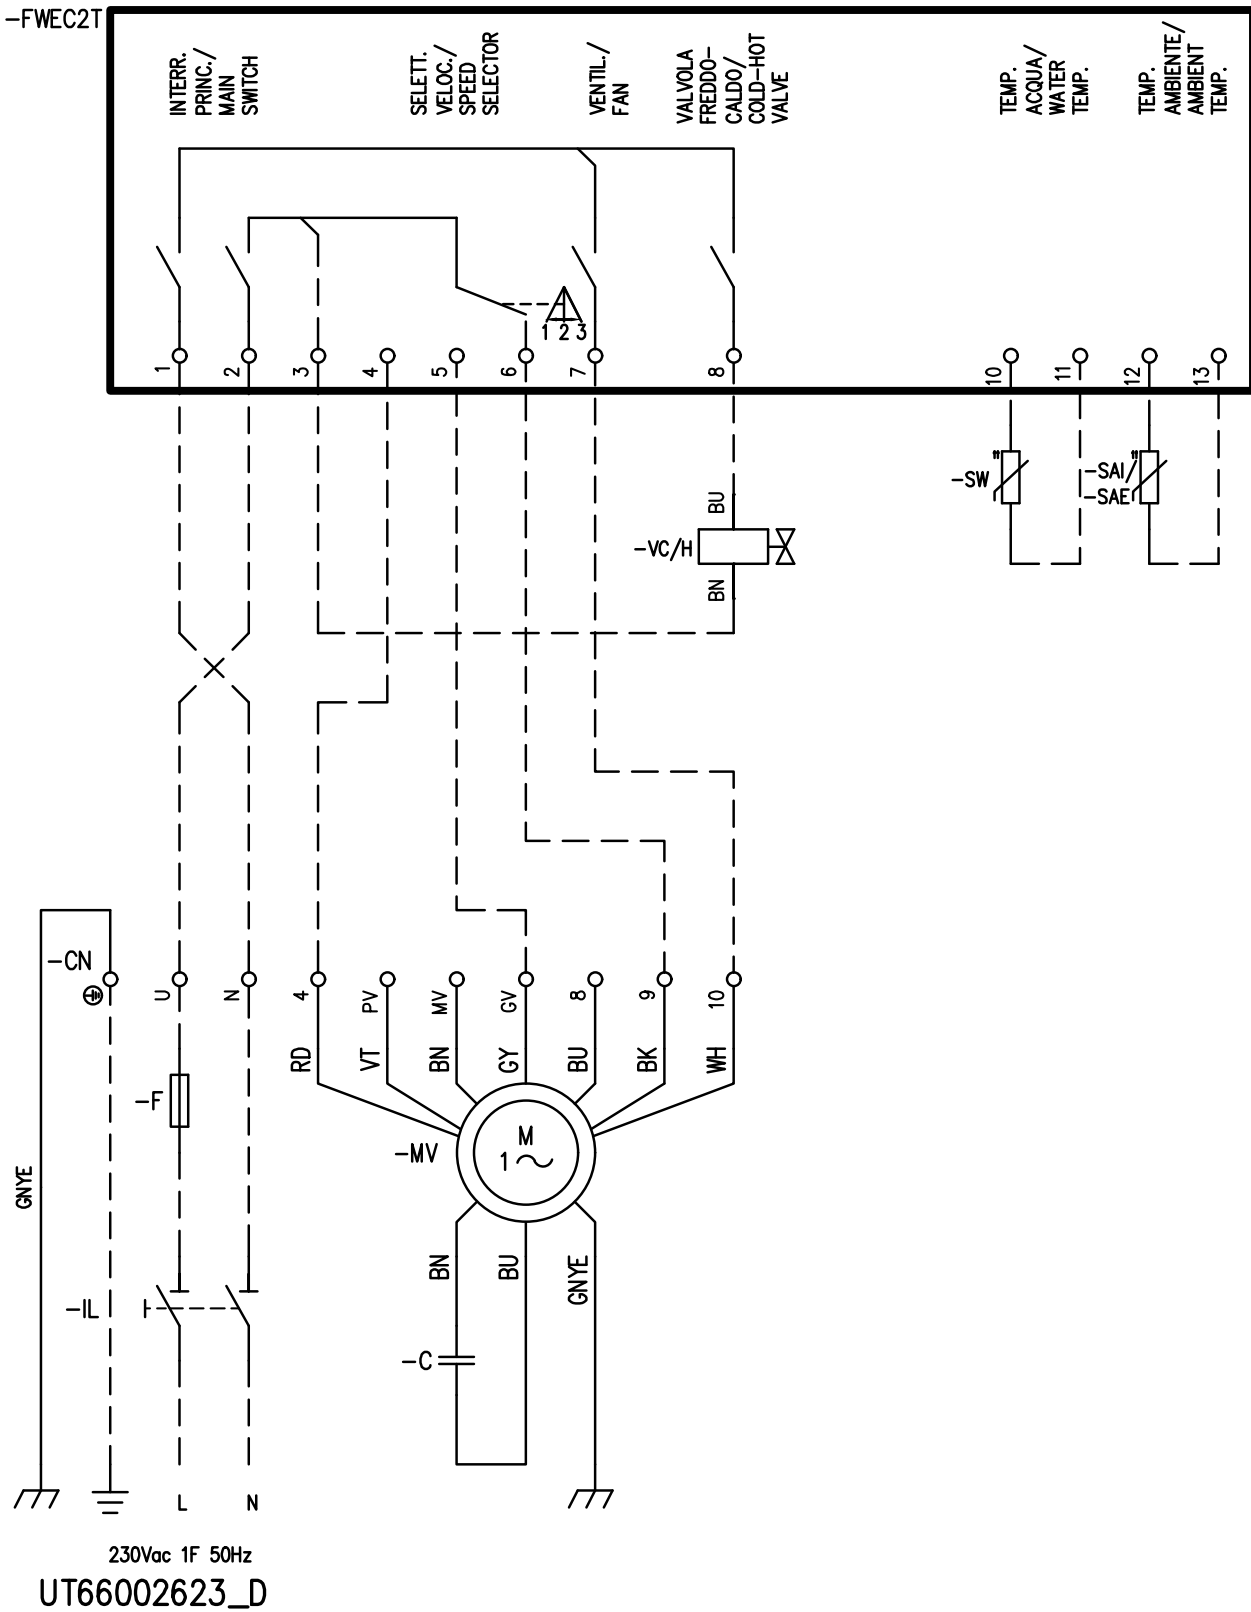 -FWEC2T
INTERR.
PRINC./
MAIN
SWITCH
SELETT.
VELOC./
SPEED
SELECTOR
VENTIL./
FAN
VALVOLA
FREDDO-
CALDO/
COLD-HOT
VALVE
TEMP.
ACQUA/
WATER
TEMP.
TEMP.
AMBIENTE/
AMBIENT
TEMP.
1 2 3
1
2
3
4
5
6
7
8
10
11
12
13
-SW
-SAI/
-SAE
BU
-VC/H
BN
-CN
U
N
4
PV
MV
GV
8
9
10
RD
VT
BN
GY
BU
BK
WH
-F
-MV
M
1
GNYE
BN
BU
GNYE
-IL
-C
L
N
230Vac 1F 50Hz
UT66002623_D